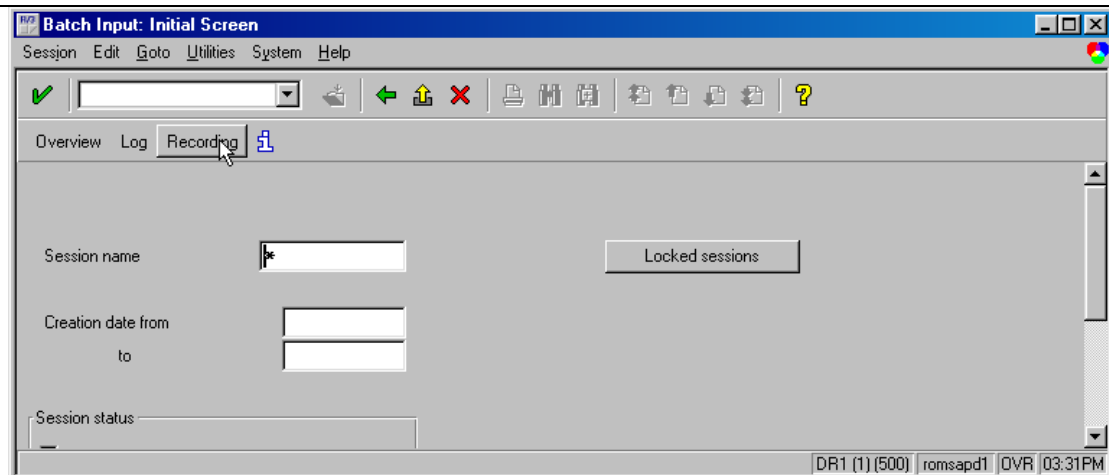 Batch Input: Initial Screen
Session Edit Goto Utilities System Help
Overview Log Recording
Session name *
Locked sessions
Creation date from
to
Session status
DR1 (1) (500) romsapd1 OVR 03:31PM